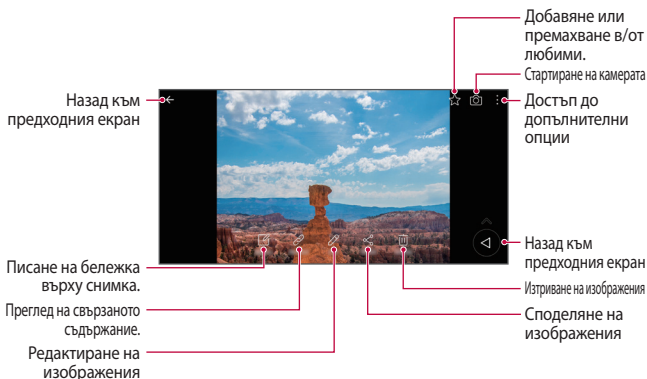 Добавяне или
премахване в/от
любими.
Стартиране на камерата
Назад към
предходния екран
Достъп до
допълнителни
опции
Назад към
предходния екран
Писане на бележка
върху снимка.
Изтриване на изображения
Преглед на свързаното
съдържание.
Споделяне на
изображения
Редактиране на
изображения